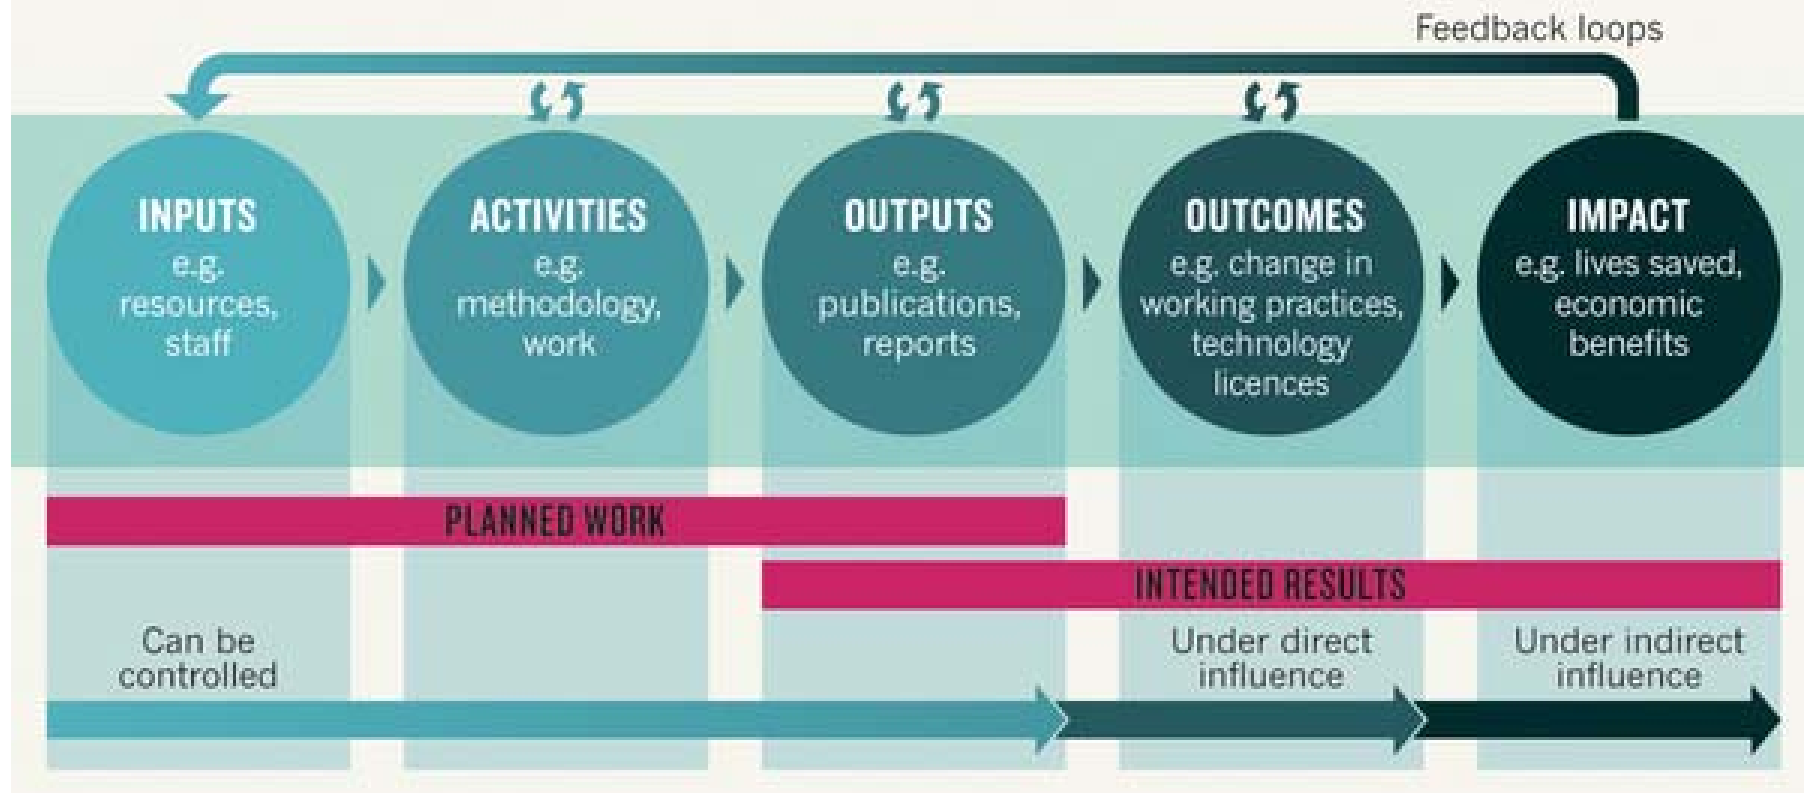 Feedback loops
INPUTS
e.g.
resources,
staff
ACTIVITIES
e.g.
methodology,
work
OUTPUTS
e.g.
publications,
reports
OUTCOMES
e.g. change in
working practices,
technology
licences
IMPACT
e.g. lives saved,
economic
benefits
PLANNED WORK
INTENDED RESULTS
Can be
controlled
Under direct
influence
Under indirect
influence